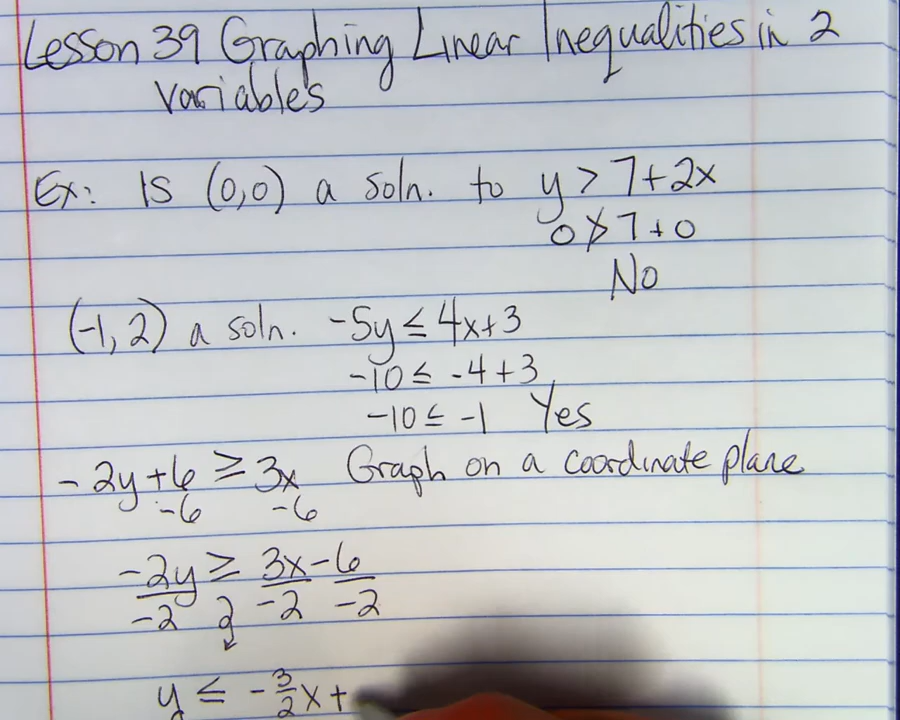 Lesson 39 Graphing Linear Inequalities in 2
variables
Ex: Is (0,0) a soln. to y > 7+2x
0 ≯ 7+0
No
(-1,2) a soln. -5y ≤ 4x+3
-10 ≤ -4+3
-10 ≤ -1 Yes
-2y+6 ≥ 3x Graph on a coordinate plane
-6 -6
-2y ≥ 3x-6
-2 -2 -2
y ≤ -3/2x+